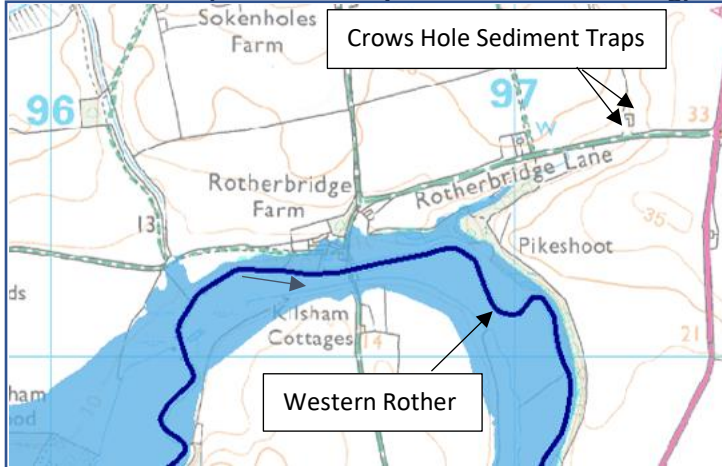 Sokenholes
Farm
Crows Hole Sediment Traps
96
97
W
33
Rotherbridge Lane
Rotherbridge
Farm
13
35
Pikeshoot
ds
Kilsham
Cottages
14
21
ham
ood
10
Western Rother